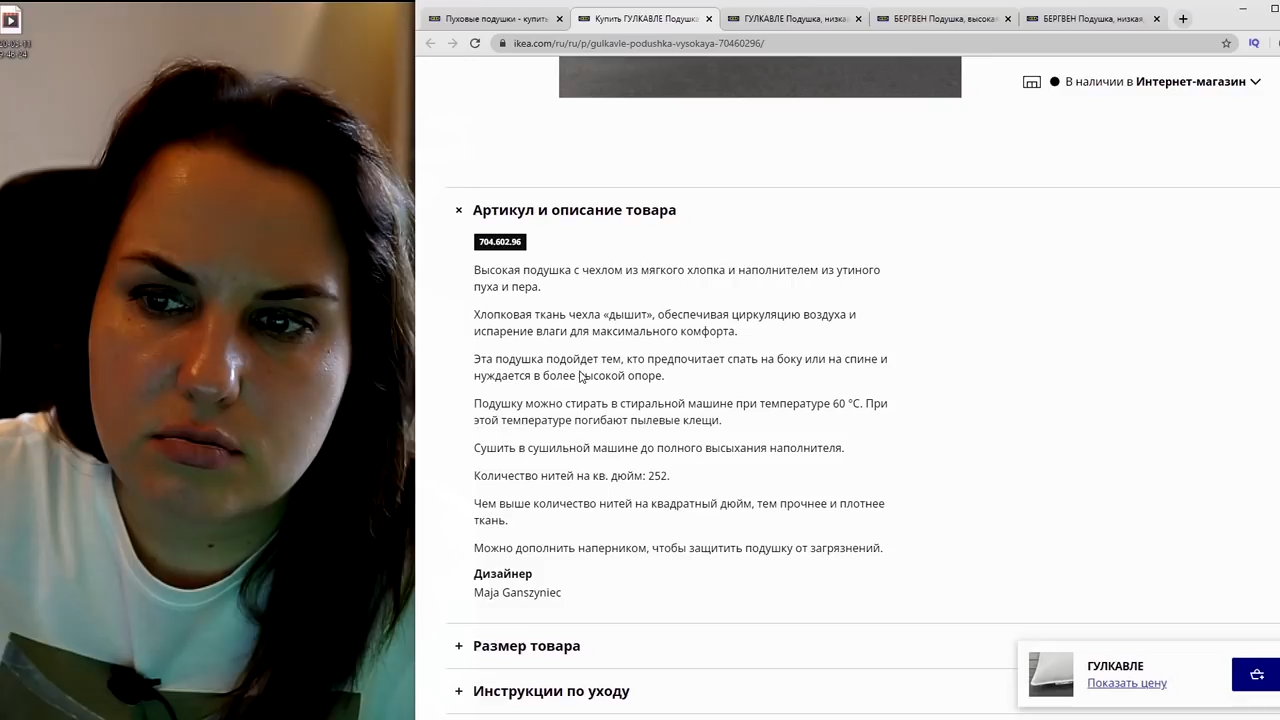 Пуховые подушки - купить
Купить ГУЛКАВЛЕ Подушка
ГУЛКАВЛЕ Подушка, низкая
БЕРГВЕН Подушка, высокая
БЕРГВЕН Подушка, низкая,
ikea.com/ru/ru/p/gulkavle-podushka-vysokaya-70460296/
IQ
В наличии в Интернет-магазин
Артикул и описание товара
704.602.96
Высокая подушка с чехлом из мягкого хлопка и наполнителем из утиного
пуха и пера.
Хлопковая ткань чехла «дышит», обеспечивая циркуляцию воздуха и
испарение влаги для максимального комфорта.
Эта подушка подойдет тем, кто предпочитает спать на боку или на спине и
нуждается в более высокой опоре.
Подушку можно стирать в стиральной машине при температуре 60 °C. При
этой температуре погибают пылевые клещи.
Сушить в сушильной машине до полного высыхания наполнителя.
Количество нитей на кв. дюйм: 252.
Чем выше количество нитей на квадратный дюйм, тем прочнее и плотнее
ткань.
Можно дополнить наперником, чтобы защитить подушку от загрязнений.
Дизайнер
Maja Ganszyniec
+ Размер товара
+ Инструкции по уходу
ГУЛКАВЛЕ
Показать цену